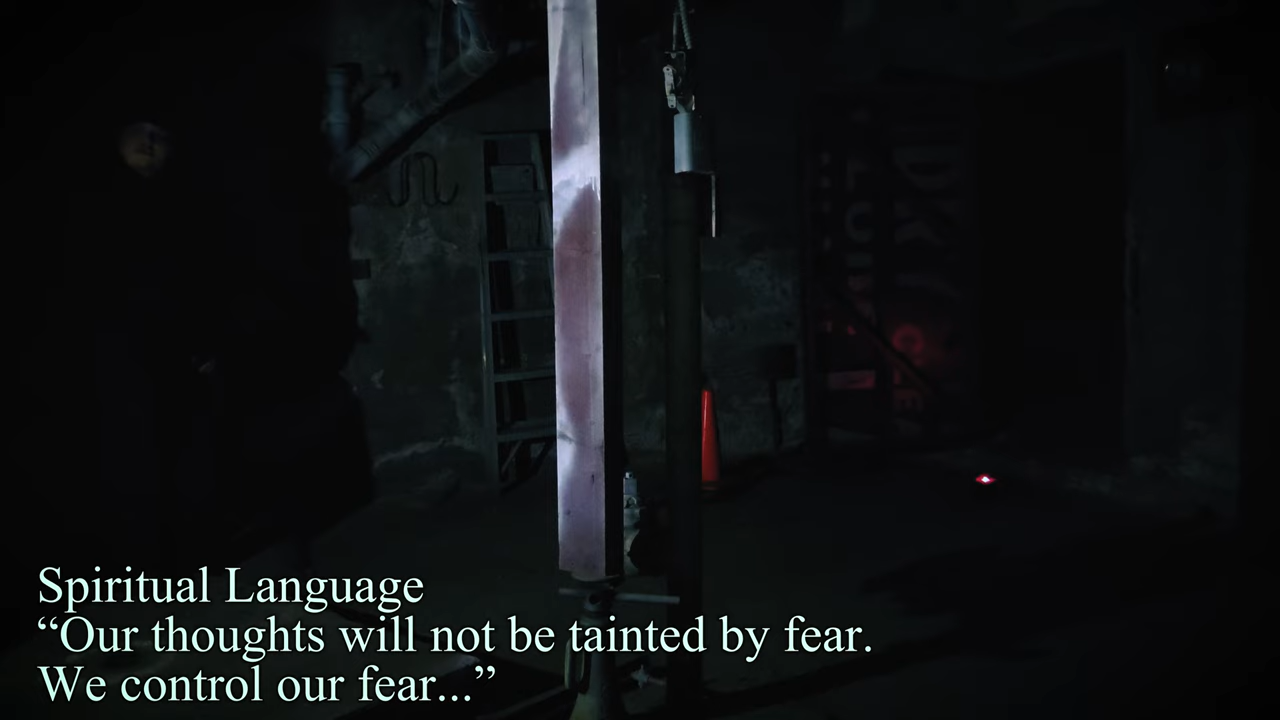 Spiritual Language
“Our thoughts will not be tainted by fear.
We control our fear...”